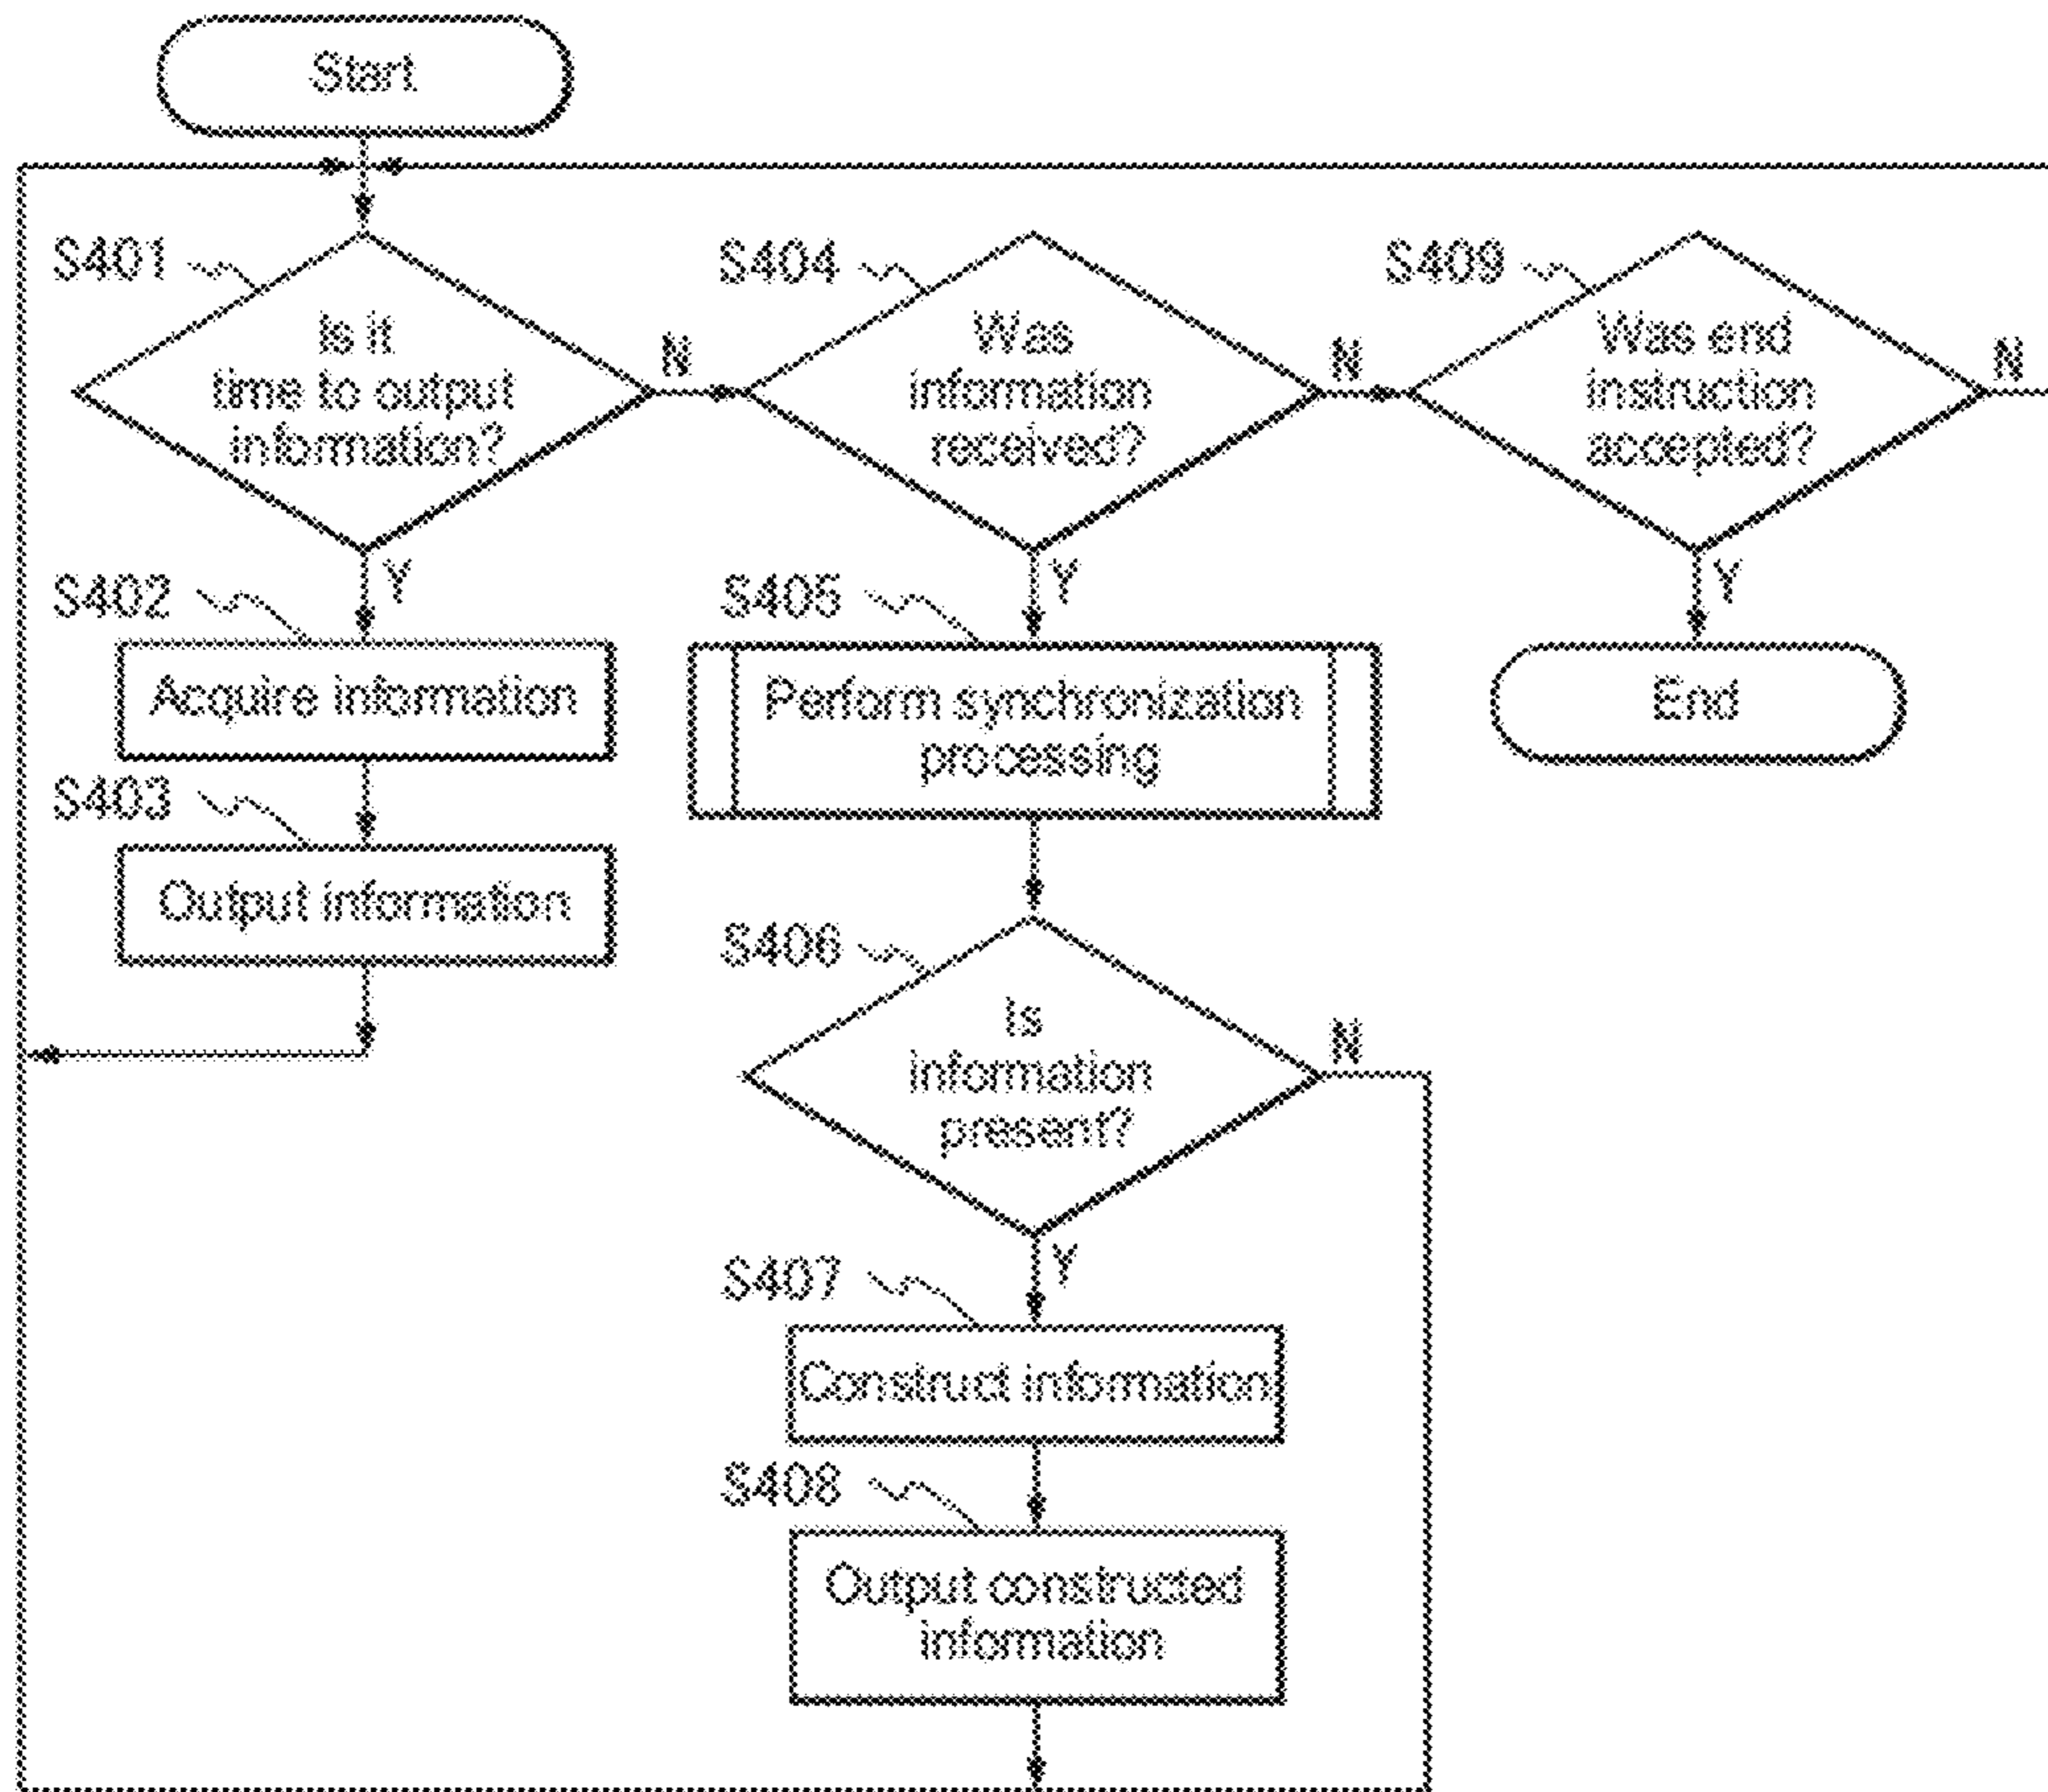 Start
S401
Is it
time to output
information?
N
Y
S402
Acquire information
S403
Output information
S404
Was
information
received?
N
Y
S405
Perform synchronization
processing
S406
Is
information
present?
N
Y
S407
Construct information
S408
Output constructed
information
S409
Was end
instruction
accepted?
N
Y
End